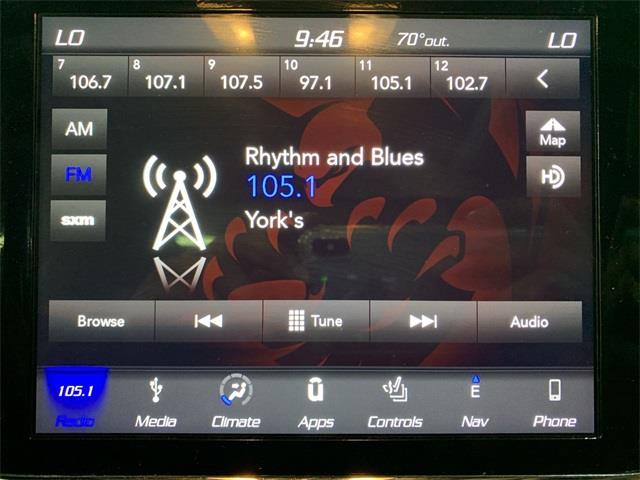 LO 9:46 70°out. LO
7 8 9 10 11 12
106.7 107.1 107.5 97.1 105.1 102.7
AM
Map
FM
HD
sxm
Rhythm and Blues
105.1
York's
Browse Tune Audio
105.1 E
Radio Media Climate Apps Controls Nav Phone